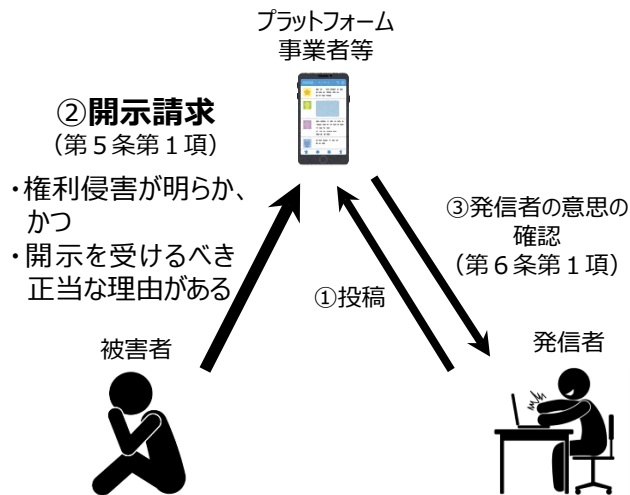 プラットフォーム
事業者等
②開示請求
（第５条第１項）
・権利侵害が明らか、
かつ
・開示を受けるべき
正当な理由がある
③発信者の意思の
確認
（第６条第１項）
①投稿
被害者
発信者